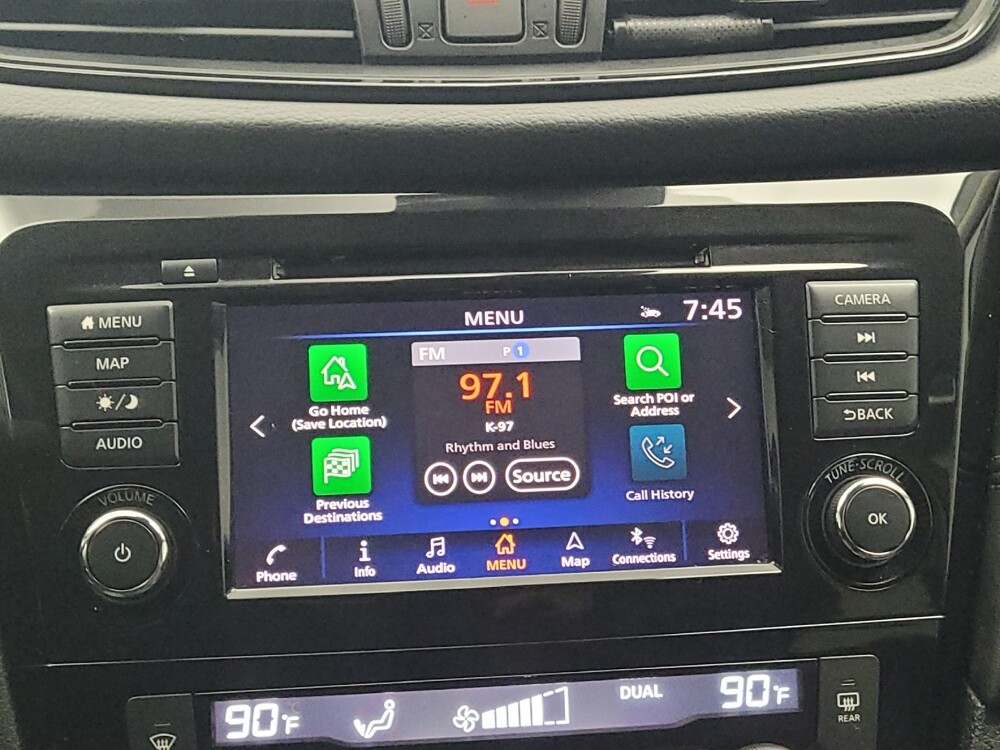 MENU
MAP
AUDIO
VOLUME
MENU
7:45
Go Home
(Save Location)
Previous
Destinations
FM P 1
97.1
FM
K-97
Rhythm and Blues
Source
Search POI or
Address
Call History
Phone
Info
Audio
MENU
Map
Connections
Settings
CAMERA
BACK
TUNE·SCROLL
OK
90°F
DUAL
90°F
REAR